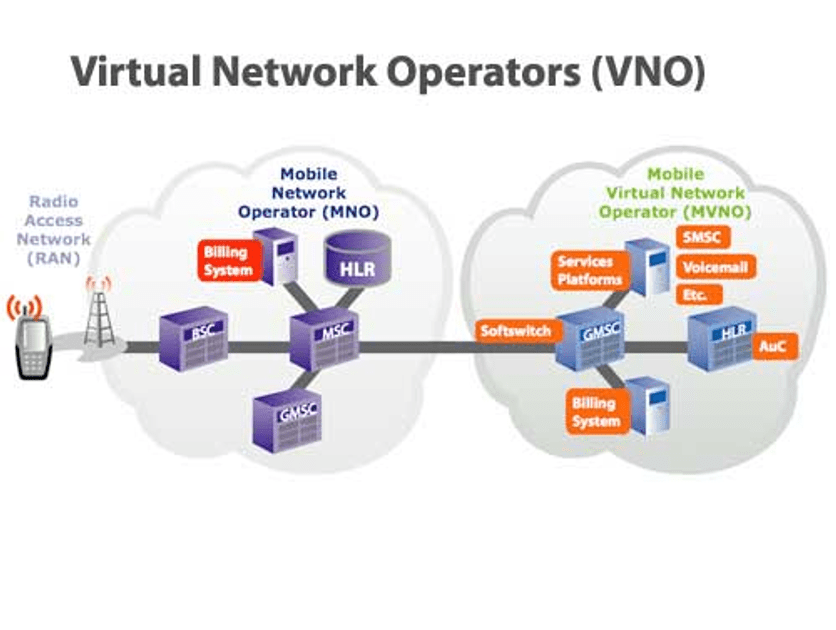 Virtual Network Operators (VNO)
Radio
Access
Network
(RAN)
Mobile
Network
Operator (MNO)
Billing
System
HLR
BSC
MSC
GMSC
Mobile
Virtual Network
Operator (MVNO)
Services
Platforms
SMSC
Voicemail
Etc.
Softswitch
GMSC
HLR
AuC
Billing
System